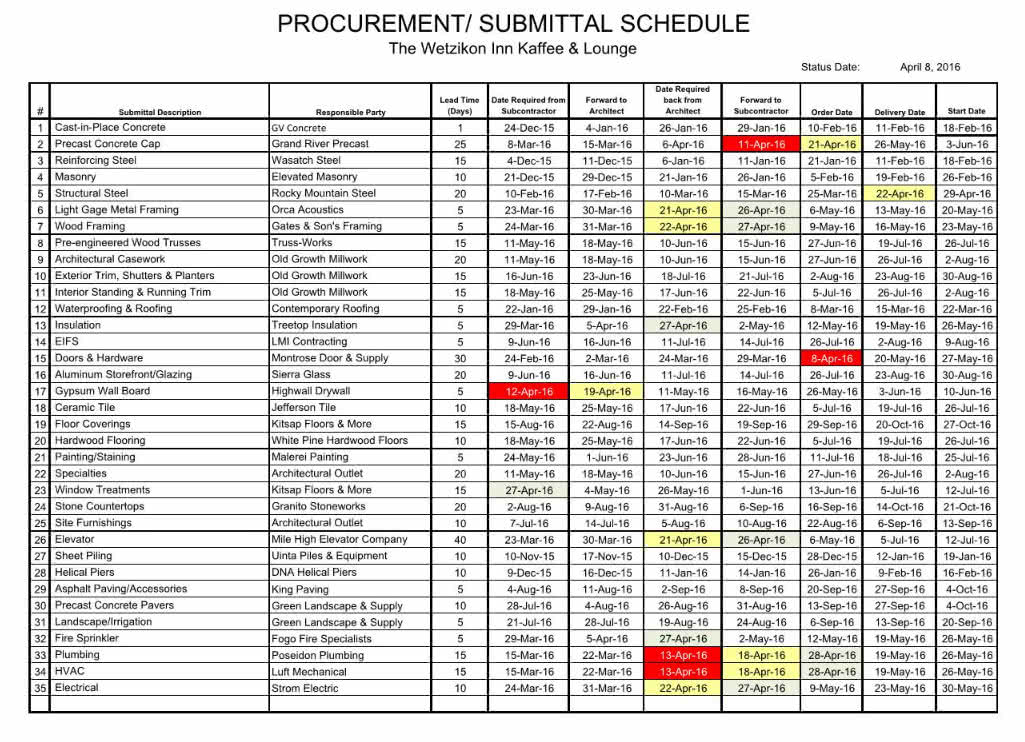 PROCUREMENT/ SUBMITTAL SCHEDULE
The Wetzikon Inn Kaffee & Lounge
Status Date: April 8, 2016
# Submittal Description Responsible Party Lead Time (Days) Date Required from Subcontractor Forward to Architect Date Required back from Architect Forward to Subcontractor Order Date Delivery Date Start Date
1 Cast-in-Place Concrete GV Concrete 1 24-Dec-15 4-Jan-16 26-Jan-16 29-Jan-16 10-Feb-16 11-Feb-16 18-Feb-16
2 Precast Concrete Cap Grand River Precast 25 8-Mar-16 15-Mar-16 6-Apr-16 11-Apr-16 21-Apr-16 26-May-16 3-Jun-16
3 Reinforcing Steel Wasatch Steel 15 4-Dec-15 11-Dec-15 6-Jan-16 11-Jan-16 21-Jan-16 11-Feb-16 18-Feb-16
4 Masonry Elevated Masonry 10 21-Dec-15 29-Dec-15 21-Jan-16 26-Jan-16 5-Feb-16 19-Feb-16 26-Feb-16
5 Structural Steel Rocky Mountain Steel 20 10-Feb-16 17-Feb-16 10-Mar-16 15-Mar-16 25-Mar-16 22-Apr-16 29-Apr-16
6 Light Gage Metal Framing Orca Acoustics 5 23-Mar-16 30-Mar-16 21-Apr-16 26-Apr-16 6-May-16 13-May-16 20-May-16
7 Wood Framing Gates & Son's Framing 5 24-Mar-16 31-Mar-16 22-Apr-16 27-Apr-16 9-May-16 16-May-16 23-May-16
8 Pre-engineered Wood Trusses Truss-Works 15 11-May-16 18-May-16 10-Jun-16 15-Jun-16 27-Jun-16 19-Jul-16 26-Jul-16
9 Architectural Casework Old Growth Millwork 20 11-May-16 18-May-16 10-Jun-16 15-Jun-16 27-Jun-16 26-Jul-16 2-Aug-16
10 Exterior Trim, Shutters & Planters Old Growth Millwork 15 16-Jun-16 23-Jun-16 18-Jul-16 21-Jul-16 2-Aug-16 23-Aug-16 30-Aug-16
11 Interior Standing & Running Trim Old Growth Millwork 15 18-May-16 25-May-16 17-Jun-16 22-Jun-16 5-Jul-16 26-Jul-16 2-Aug-16
12 Waterproofing & Roofing Contemporary Roofing 5 22-Jan-16 29-Jan-16 22-Feb-16 25-Feb-16 8-Mar-16 15-Mar-16 22-Mar-16
13 Insulation Treetop Insulation 5 29-Mar-16 5-Apr-16 27-Apr-16 2-May-16 12-May-16 19-May-16 26-May-16
14 EIFS LMI Contracting 5 9-Jun-16 16-Jun-16 11-Jul-16 14-Jul-16 26-Jul-16 2-Aug-16 9-Aug-16
15 Doors & Hardware Montrose Door & Supply 30 24-Feb-16 2-Mar-16 24-Mar-16 29-Mar-16 8-Apr-16 20-May-16 27-May-16
16 Aluminum Storefront/Glazing Sierra Glass 20 9-Jun-16 16-Jun-16 11-Jul-16 14-Jul-16 26-Jul-16 23-Aug-16 30-Aug-16
17 Gypsum Wall Board Highwall Drywall 5 12-Apr-16 19-Apr-16 11-May-16 16-May-16 26-May-16 3-Jun-16 10-Jun-16
18 Ceramic Tile Jefferson Tile 10 18-May-16 25-May-16 17-Jun-16 22-Jun-16 5-Jul-16 19-Jul-16 26-Jul-16
19 Floor Coverings Kitsap Floors & More 15 15-Aug-16 22-Aug-16 14-Sep-16 19-Sep-16 29-Sep-16 20-Oct-16 27-Oct-16
20 Hardwood Flooring White Pine Hardwood Floors 10 18-May-16 25-May-16 17-Jun-16 22-Jun-16 5-Jul-16 19-Jul-16 26-Jul-16
21 Painting/Staining Malerei Painting 5 24-May-16 1-Jun-16 23-Jun-16 28-Jun-16 11-Jul-16 18-Jul-16 25-Jul-16
22 Specialties Architectural Outlet 20 11-May-16 18-May-16 10-Jun-16 15-Jun-16 27-Jun-16 26-Jul-16 2-Aug-16
23 Window Treatments Kitsap Floors & More 15 27-Apr-16 4-May-16 26-May-16 1-Jun-16 13-Jun-16 5-Jul-16 12-Jul-16
24 Stone Countertops Granito Stoneworks 20 2-Aug-16 9-Aug-16 31-Aug-16 6-Sep-16 16-Sep-16 14-Oct-16 21-Oct-16
25 Site Furnishings Architectural Outlet 10 7-Jul-16 14-Jul-16 5-Aug-16 10-Aug-16 22-Aug-16 6-Sep-16 13-Sep-16
26 Elevator Mile High Elevator Company 40 23-Mar-16 30-Mar-16 21-Apr-16 26-Apr-16 6-May-16 5-Jul-16 12-Jul-16
27 Sheet Piling Uinta Piles & Equipment 10 10-Nov-15 17-Nov-15 10-Dec-15 15-Dec-15 28-Dec-15 12-Jan-16 19-Jan-16
28 Helical Piers DNA Helical Piers 10 9-Dec-15 16-Dec-15 11-Jan-16 14-Jan-16 26-Jan-16 9-Feb-16 16-Feb-16
29 Asphalt Paving/Accessories King Paving 5 4-Aug-16 11-Aug-16 2-Sep-16 8-Sep-16 20-Sep-16 27-Sep-16 4-Oct-16
30 Precast Concrete Pavers Green Landscape & Supply 10 28-Jul-16 4-Aug-16 26-Aug-16 31-Aug-16 13-Sep-16 27-Sep-16 4-Oct-16
31 Landscape/Irrigation Green Landscape & Supply 5 21-Jul-16 28-Jul-16 19-Aug-16 24-Aug-16 6-Sep-16 13-Sep-16 20-Sep-16
32 Fire Sprinkler Fogo Fire Specialists 5 29-Mar-16 5-Apr-16 27-Apr-16 2-May-16 12-May-16 19-May-16 26-May-16
33 Plumbing Poseidon Plumbing 15 15-Mar-16 22-Mar-16 13-Apr-16 18-Apr-16 28-Apr-16 19-May-16 26-May-16
34 HVAC Luft Mechanical 15 15-Mar-16 22-Mar-16 13-Apr-16 18-Apr-16 28-Apr-16 19-May-16 26-May-16
35 Electrical Strom Electric 10 24-Mar-16 31-Mar-16 22-Apr-16 27-Apr-16 9-May-16 23-May-16 30-May-16